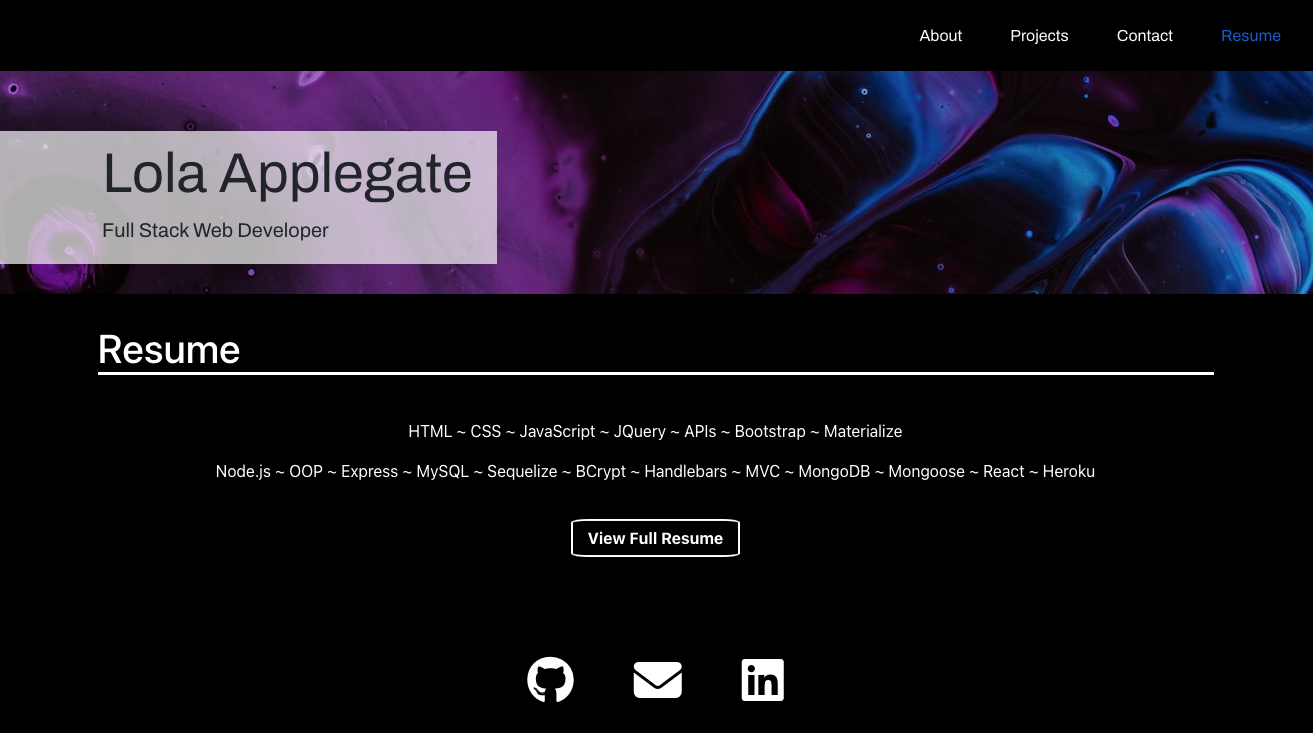 About Projects Contact Resume
Lola Applegate
Full Stack Web Developer
Resume
HTML ~ CSS ~ JavaScript ~ JQuery ~ APIs ~ Bootstrap ~ Materialize
Node.js ~ OOP ~ Express ~ MySQL ~ Sequelize ~ BCrypt ~ Handlebars ~ MVC ~ MongoDB ~ Mongoose ~ React ~ Heroku
View Full Resume
in